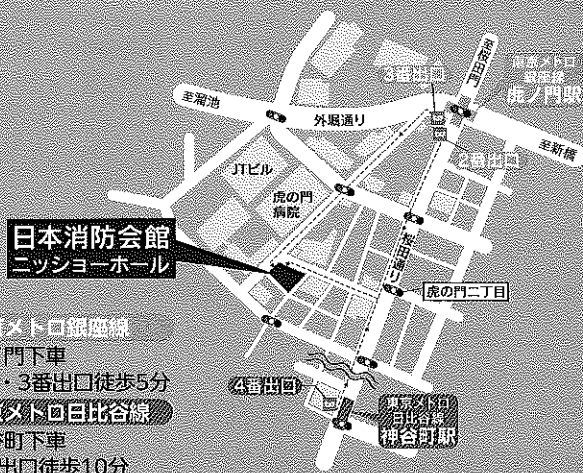 至桜田門
東京メトロ
銀座線
虎ノ門駅
3番出口
至溜池
外堀通り
至新橋
2番出口
JTビル
虎の門
病院
日本消防会館
ニッショーホール
桜田通り
虎の門二丁目
メトロ銀座線
門下車
・3番出口徒歩5分
4番出口
メトロ日比谷線
東京メトロ
日比谷線
神谷町駅
町下車
出口徒歩10分